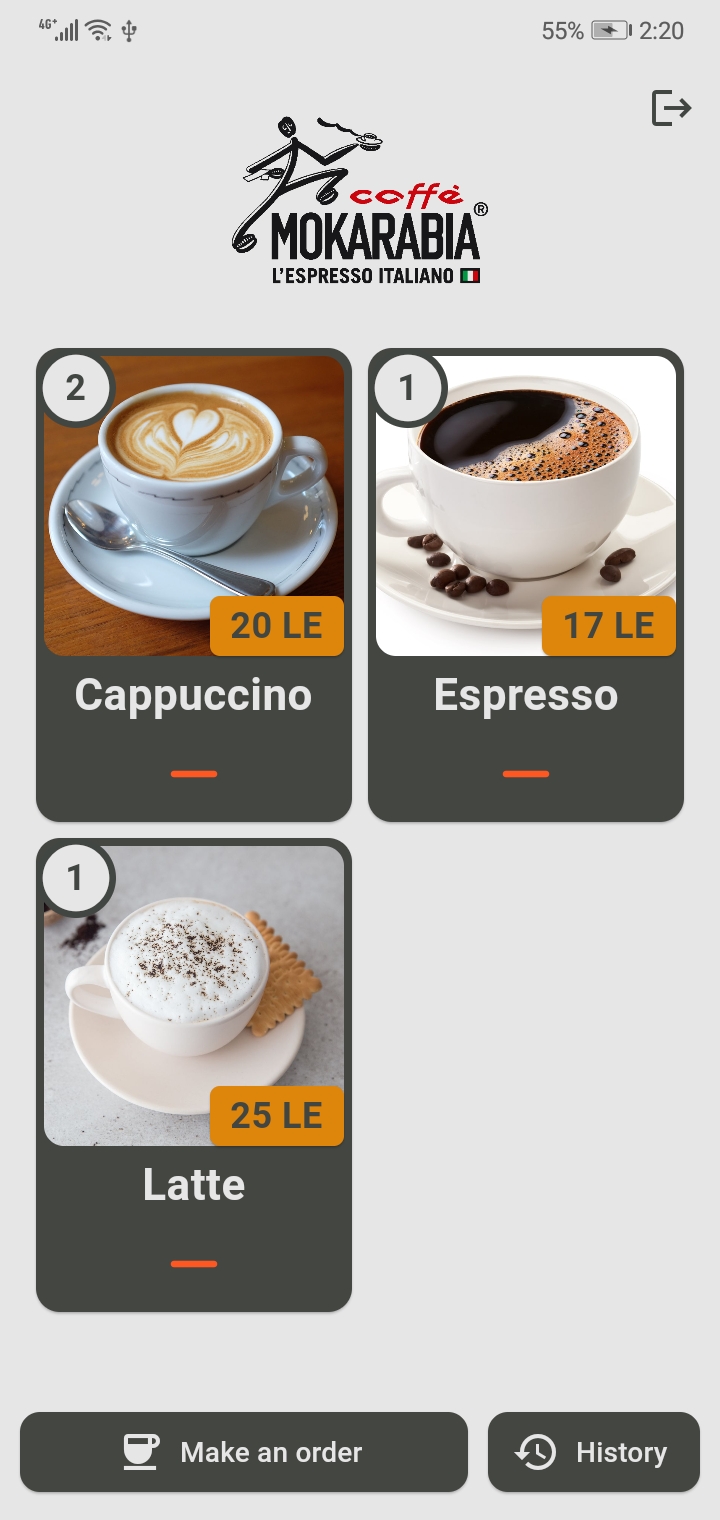 4G+ 55% 2:20
caffè
MOKARABIA®
L'ESPRESSO ITALIANO
2
1
20 LE
17 LE
Cappuccino
Espresso
1
25 LE
Latte
Make an order
History